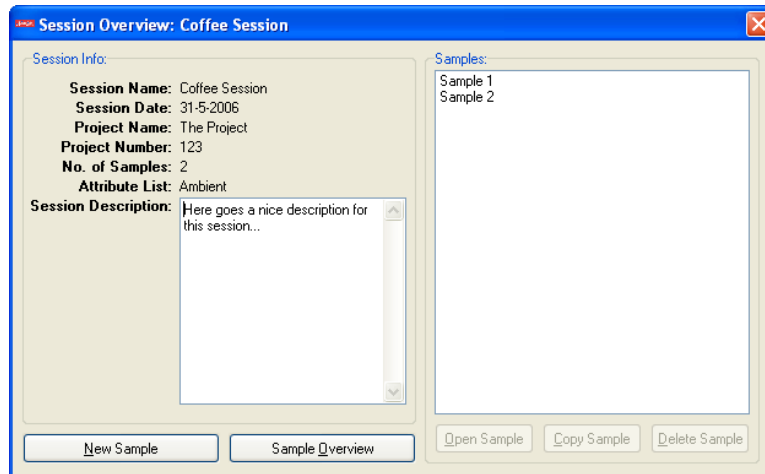 Session Overview: Coffee Session
Session Info:
Session Name: Coffee Session
Session Date: 31-5-2006
Project Name: The Project
Project Number: 123
No. of Samples: 2
Attribute List: Ambient
Session Description: Here goes a nice description for
this session...
New Sample
Sample Overview
Samples:
Sample 1
Sample 2
Open Sample
Copy Sample
Delete Sample